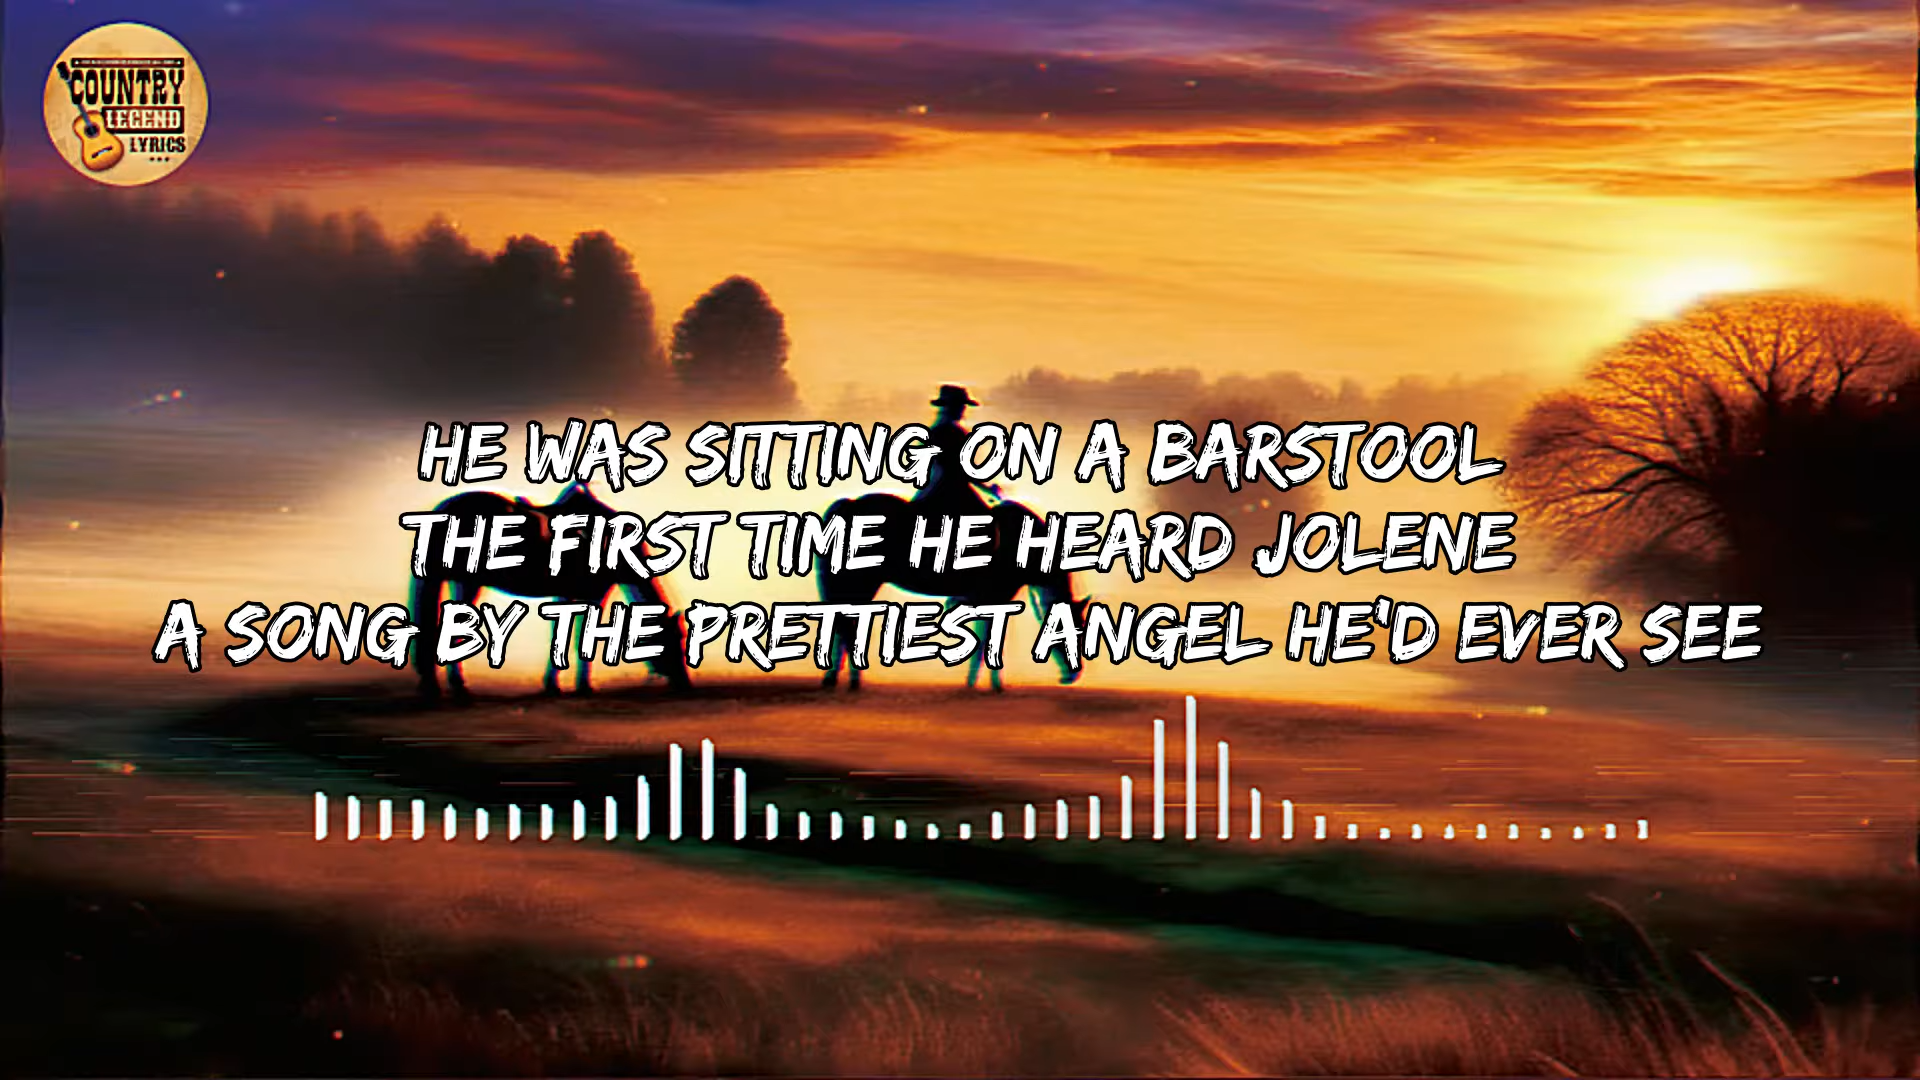 COUNTRY
LEGEND
LYRICS
HE WAS SITTING ON A BARSTOOL
THE FIRST TIME HE HEARD JOLENE
A SONG BY THE PRETTIEST ANGEL HE'D EVER SEE